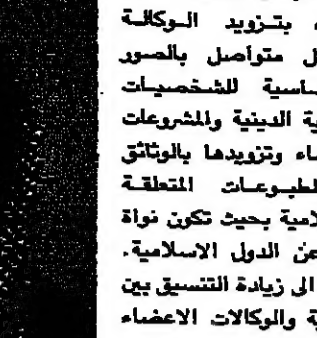 بتزويد الوكالة
متواصل بالصور
للشخصيات
الدينية والمشروعات
وتزويدها بالوثائق
المتعلقة
بحيث تكون نواة
عن الدول الاسلامية.
الى زيادة التنسيق بين
والوكالات الاعضاء